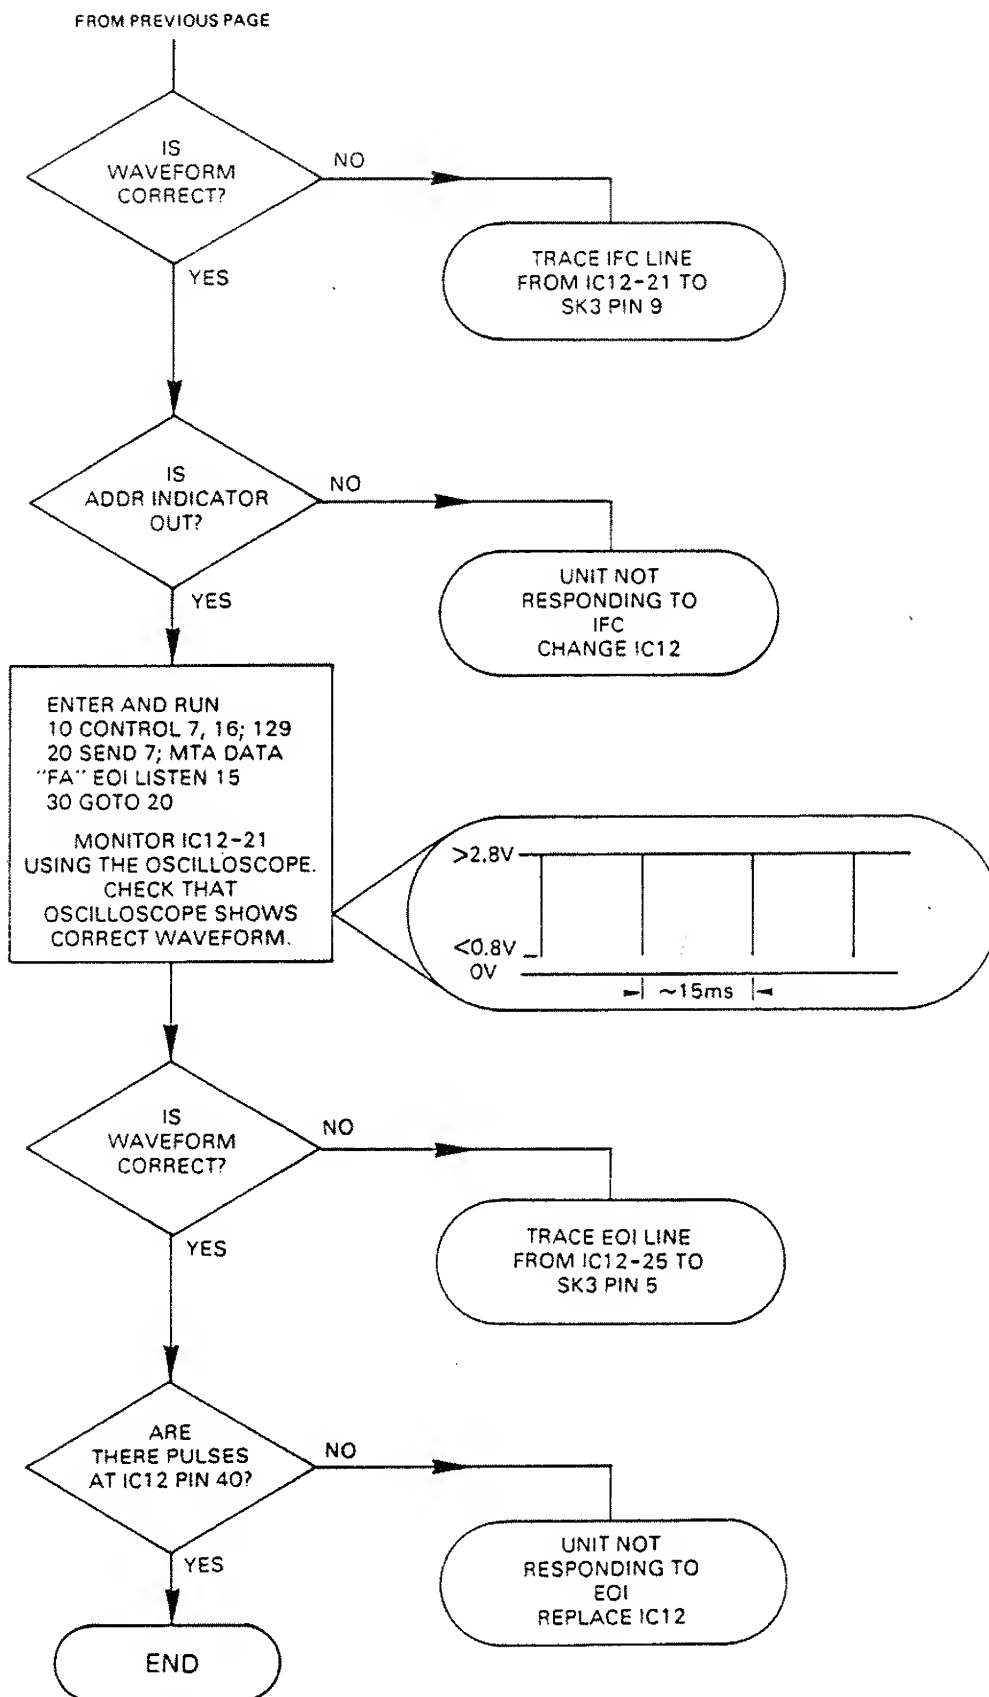 FROM PREVIOUS PAGE
IS
WAVEFORM
CORRECT?
NO
TRACE IFC LINE
FROM IC12-21 TO
SK3 PIN 9
YES
IS
ADDR INDICATOR
OUT?
NO
UNIT NOT
RESPONDING TO
IFC
CHANGE IC12
YES
ENTER AND RUN
10 CONTROL 7, 16; 129
20 SEND 7; MTA DATA
"FA" EOI LISTEN 15
30 GOTO 20
MONITOR IC12-21
USING THE OSCILLOSCOPE.
CHECK THAT
OSCILLOSCOPE SHOWS
CORRECT WAVEFORM.
>2.8V
<0.8V
0V
~15ms
IS
WAVEFORM
CORRECT?
NO
TRACE EOI LINE
FROM IC12-25 TO
SK3 PIN 5
YES
ARE
THERE PULSES
AT IC12 PIN 40?
NO
UNIT NOT
RESPONDING TO
EOI
REPLACE IC12
YES
END